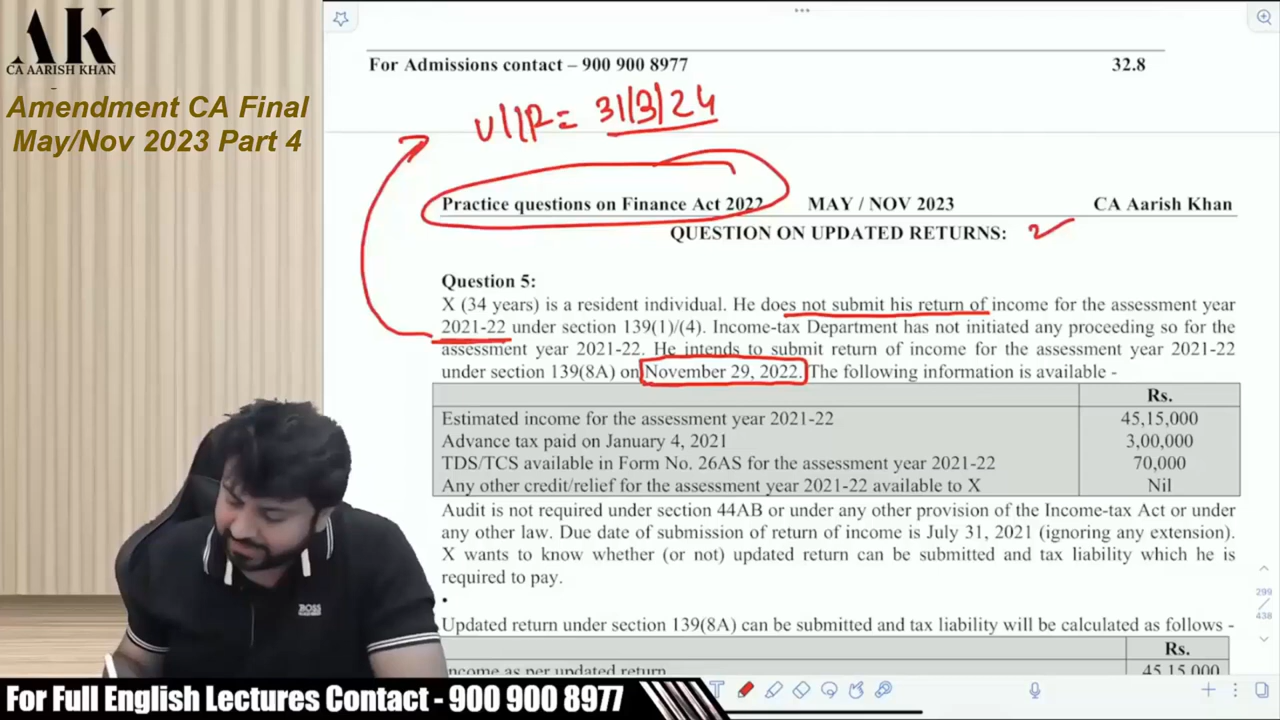 AK
CA AARISH KHAN
Amendment CA Final
May/Nov 2023 Part 4
For Admissions contact – 900 900 8977
32.8
31/3/24
Practice questions on Finance Act 2022 MAY / NOV 2023 CA Aarish Khan
QUESTION ON UPDATED RETURNS:
Question 5:
X (34 years) is a resident individual. He does not submit his return of income for the assessment year
2021-22 under section 139(1)/(4). Income-tax Department has not initiated any proceeding so for the
assessment year 2021-22. He intends to submit return of income for the assessment year 2021-22
under section 139(8A) on November 29, 2022. The following information is available -
Rs.
Estimated income for the assessment year 2021-22 45,15,000
Advance tax paid on January 4, 2021 3,00,000
TDS/TCS available in Form No. 26AS for the assessment year 2021-22 70,000
Any other credit/relief for the assessment year 2021-22 available to X Nil
Audit is not required under section 44AB or under any other provision of the Income-tax Act or under
any other law. Due date of submission of return of income is July 31, 2021 (ignoring any extension).
X wants to know whether (or not) updated return can be submitted and tax liability which he is
required to pay.
Updated return under section 139(8A) can be submitted and tax liability will be calculated as follows -
Rs.
Income as per updated return 45,15,000
299
438
BOSS
For Full English Lectures Contact - 900 900 8977